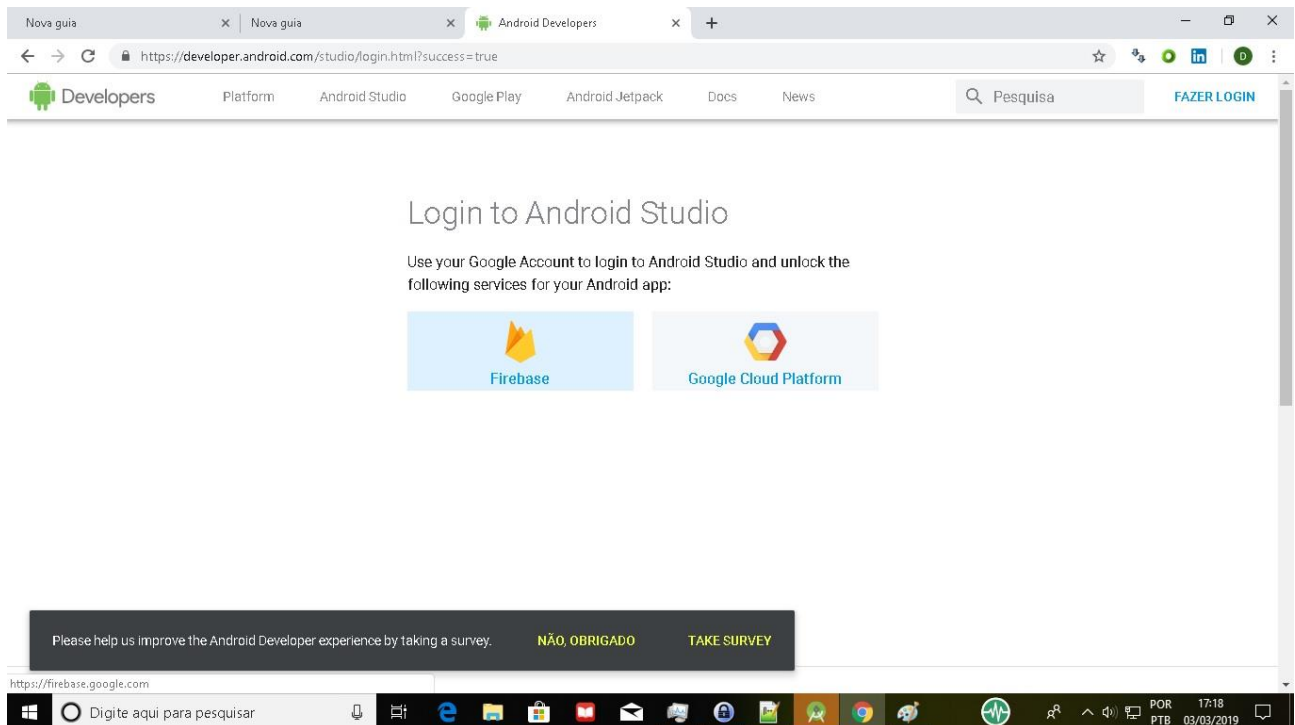 Nova guia
Nova guia
Android Developers
https://developer.android.com/studio/login.html?success=true
in
D
Developers
Platform
Android Studio
Google Play
Android Jetpack
Docs
News
Pesquisa
FAZER LOGIN
Login to Android Studio
Use your Google Account to login to Android Studio and unlock the
following services for your Android app:
Firebase
Google Cloud Platform
Please help us improve the Android Developer experience by taking a survey.
NÃO, OBRIGADO
TAKE SURVEY
https://firebase.google.com
Digite aqui para pesquisar
POR
PTB
17:18
03/03/2019